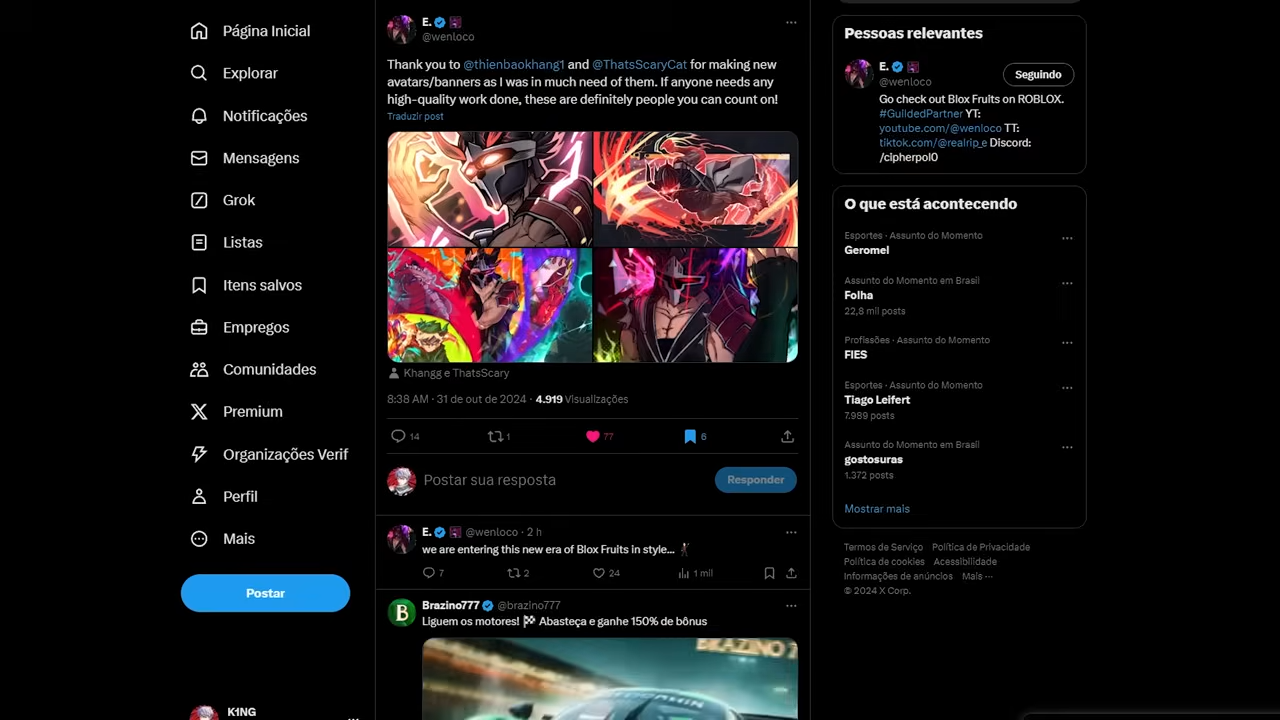 Página Inicial
Explorar
Notificações
Mensagens
Grok
Listas
Itens salvos
Empregos
Comunidades
Premium
Organizações Verif
Perfil
Mais
Postar
K1NG
E.
@wenloco
Thank you to @thienbaokhang1 and @ThatsScaryCat for making new
avatars/banners as I was in much need of them. If anyone needs any
high-quality work done, these are definitely people you can count on!
Traduzir post
Khangg e ThatsScary
8:38 AM · 31 de out de 2024 · 4.919 Visualizações
14
1
77
6
Postar sua resposta
Responder
E. @wenloco · 2 h
we are entering this new era of Blox Fruits in style...
7
2
24
1 mil
Brazino777 @brazino777
Liguem os motores! Abasteça e ganhe 150% de bônus
BRAZINO 7
Pessoas relevantes
E.
@wenloco
Seguindo
Go check out Blox Fruits on ROBLOX.
#GuildedPartner YT:
youtube.com/@wenloco TT:
tiktok.com/@realrip_e Discord:
/cipherpol0
O que está acontecendo
Esportes · Assunto do Momento
Geromel
Assunto do Momento em Brasil
Folha
22,8 mil posts
Profissões · Assunto do Momento
FIES
Esportes · Assunto do Momento
Tiago Leifert
7.989 posts
Assunto do Momento em Brasil
gostosuras
1.372 posts
Mostrar mais
Termos de Serviço Política de Privacidade
Política de cookies Acessibilidade
Informações de anúncios Mais ···
© 2024 X Corp.